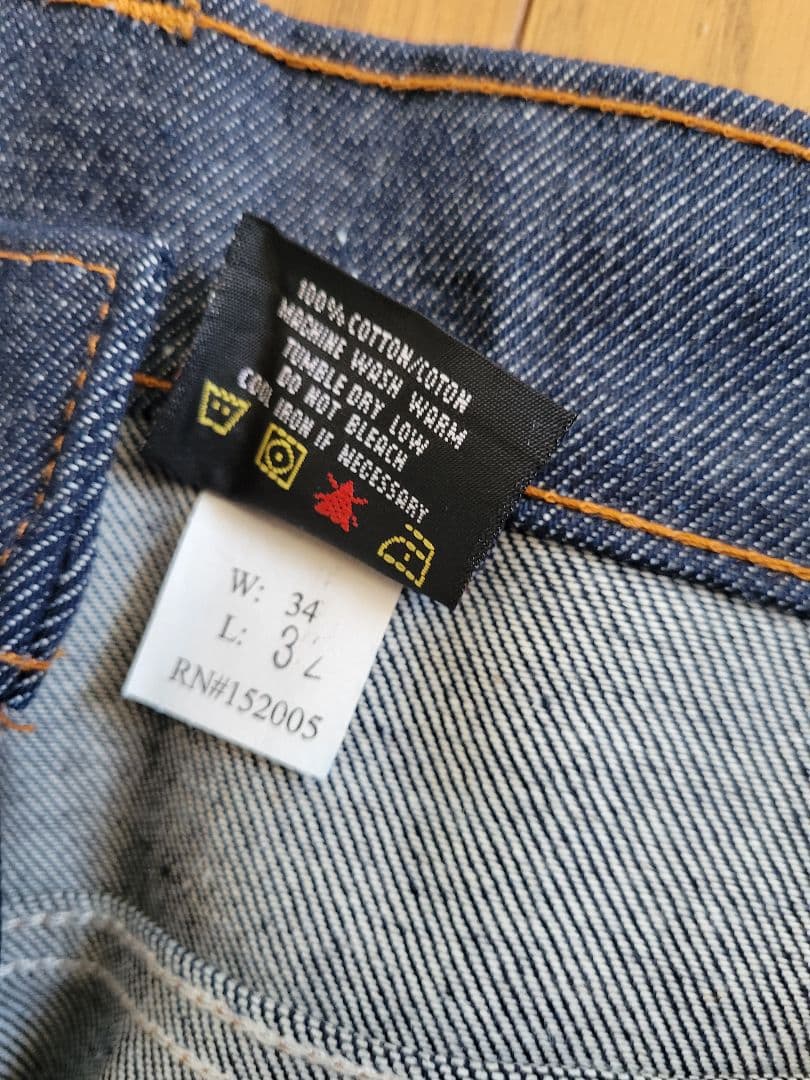 100% COTTON/COTON
MACHINE WASH WARM
TUMBLE DRY LOW
DO NOT BLEACH
COOL IRON IF NECESSARY
W: 34
L: 32
RN#152005